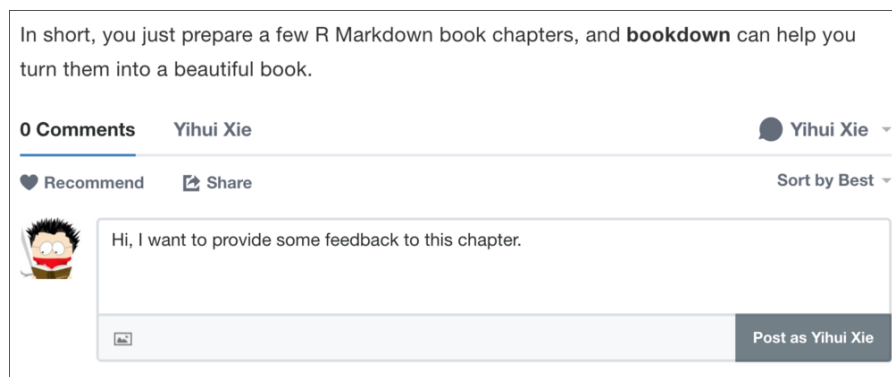 In short, you just prepare a few R Markdown book chapters, and bookdown can help you
turn them into a beautiful book.
0 Comments Yihui Xie Yihui Xie
Recommend Share Sort by Best
Hi, I want to provide some feedback to this chapter.
Post as Yihui Xie